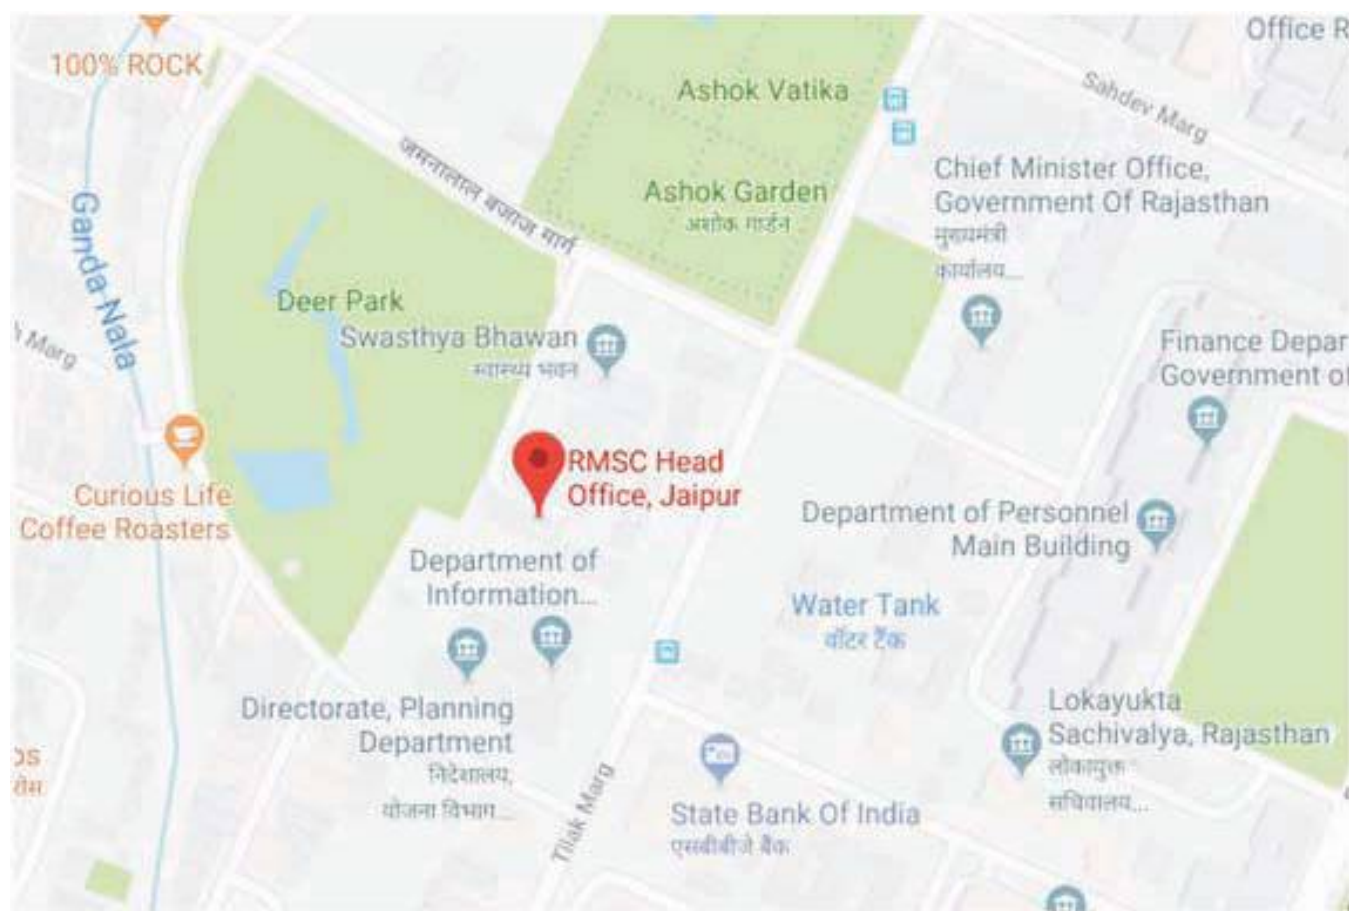 Office R
100% ROCK
Ashok Vatika
Sahdev Marg
जमनालाल बजाज मार्ग
Chief Minister Office,
Government Of Rajasthan
मुख्यमंत्री
कार्यालय...
Ashok Garden
अशोक गार्डन
Ganda Nala
Deer Park
Swasthya Bhawan
स्वास्थ्य भवन
Marg
Finance Depar
Government of
RMSC Head
Office, Jaipur
Curious Life
Coffee Roasters
Department of Personnel
Main Building
Department of
Information...
Water Tank
वॉटर टैंक
Directorate, Planning
Department
निदेशालय,
योजना विभाग...
Lokayukta
Sachivalya, Rajasthan
लोकायुक्त
सचिवालय...
State Bank Of India
एसबीबीजे बैंक
Tilak Marg